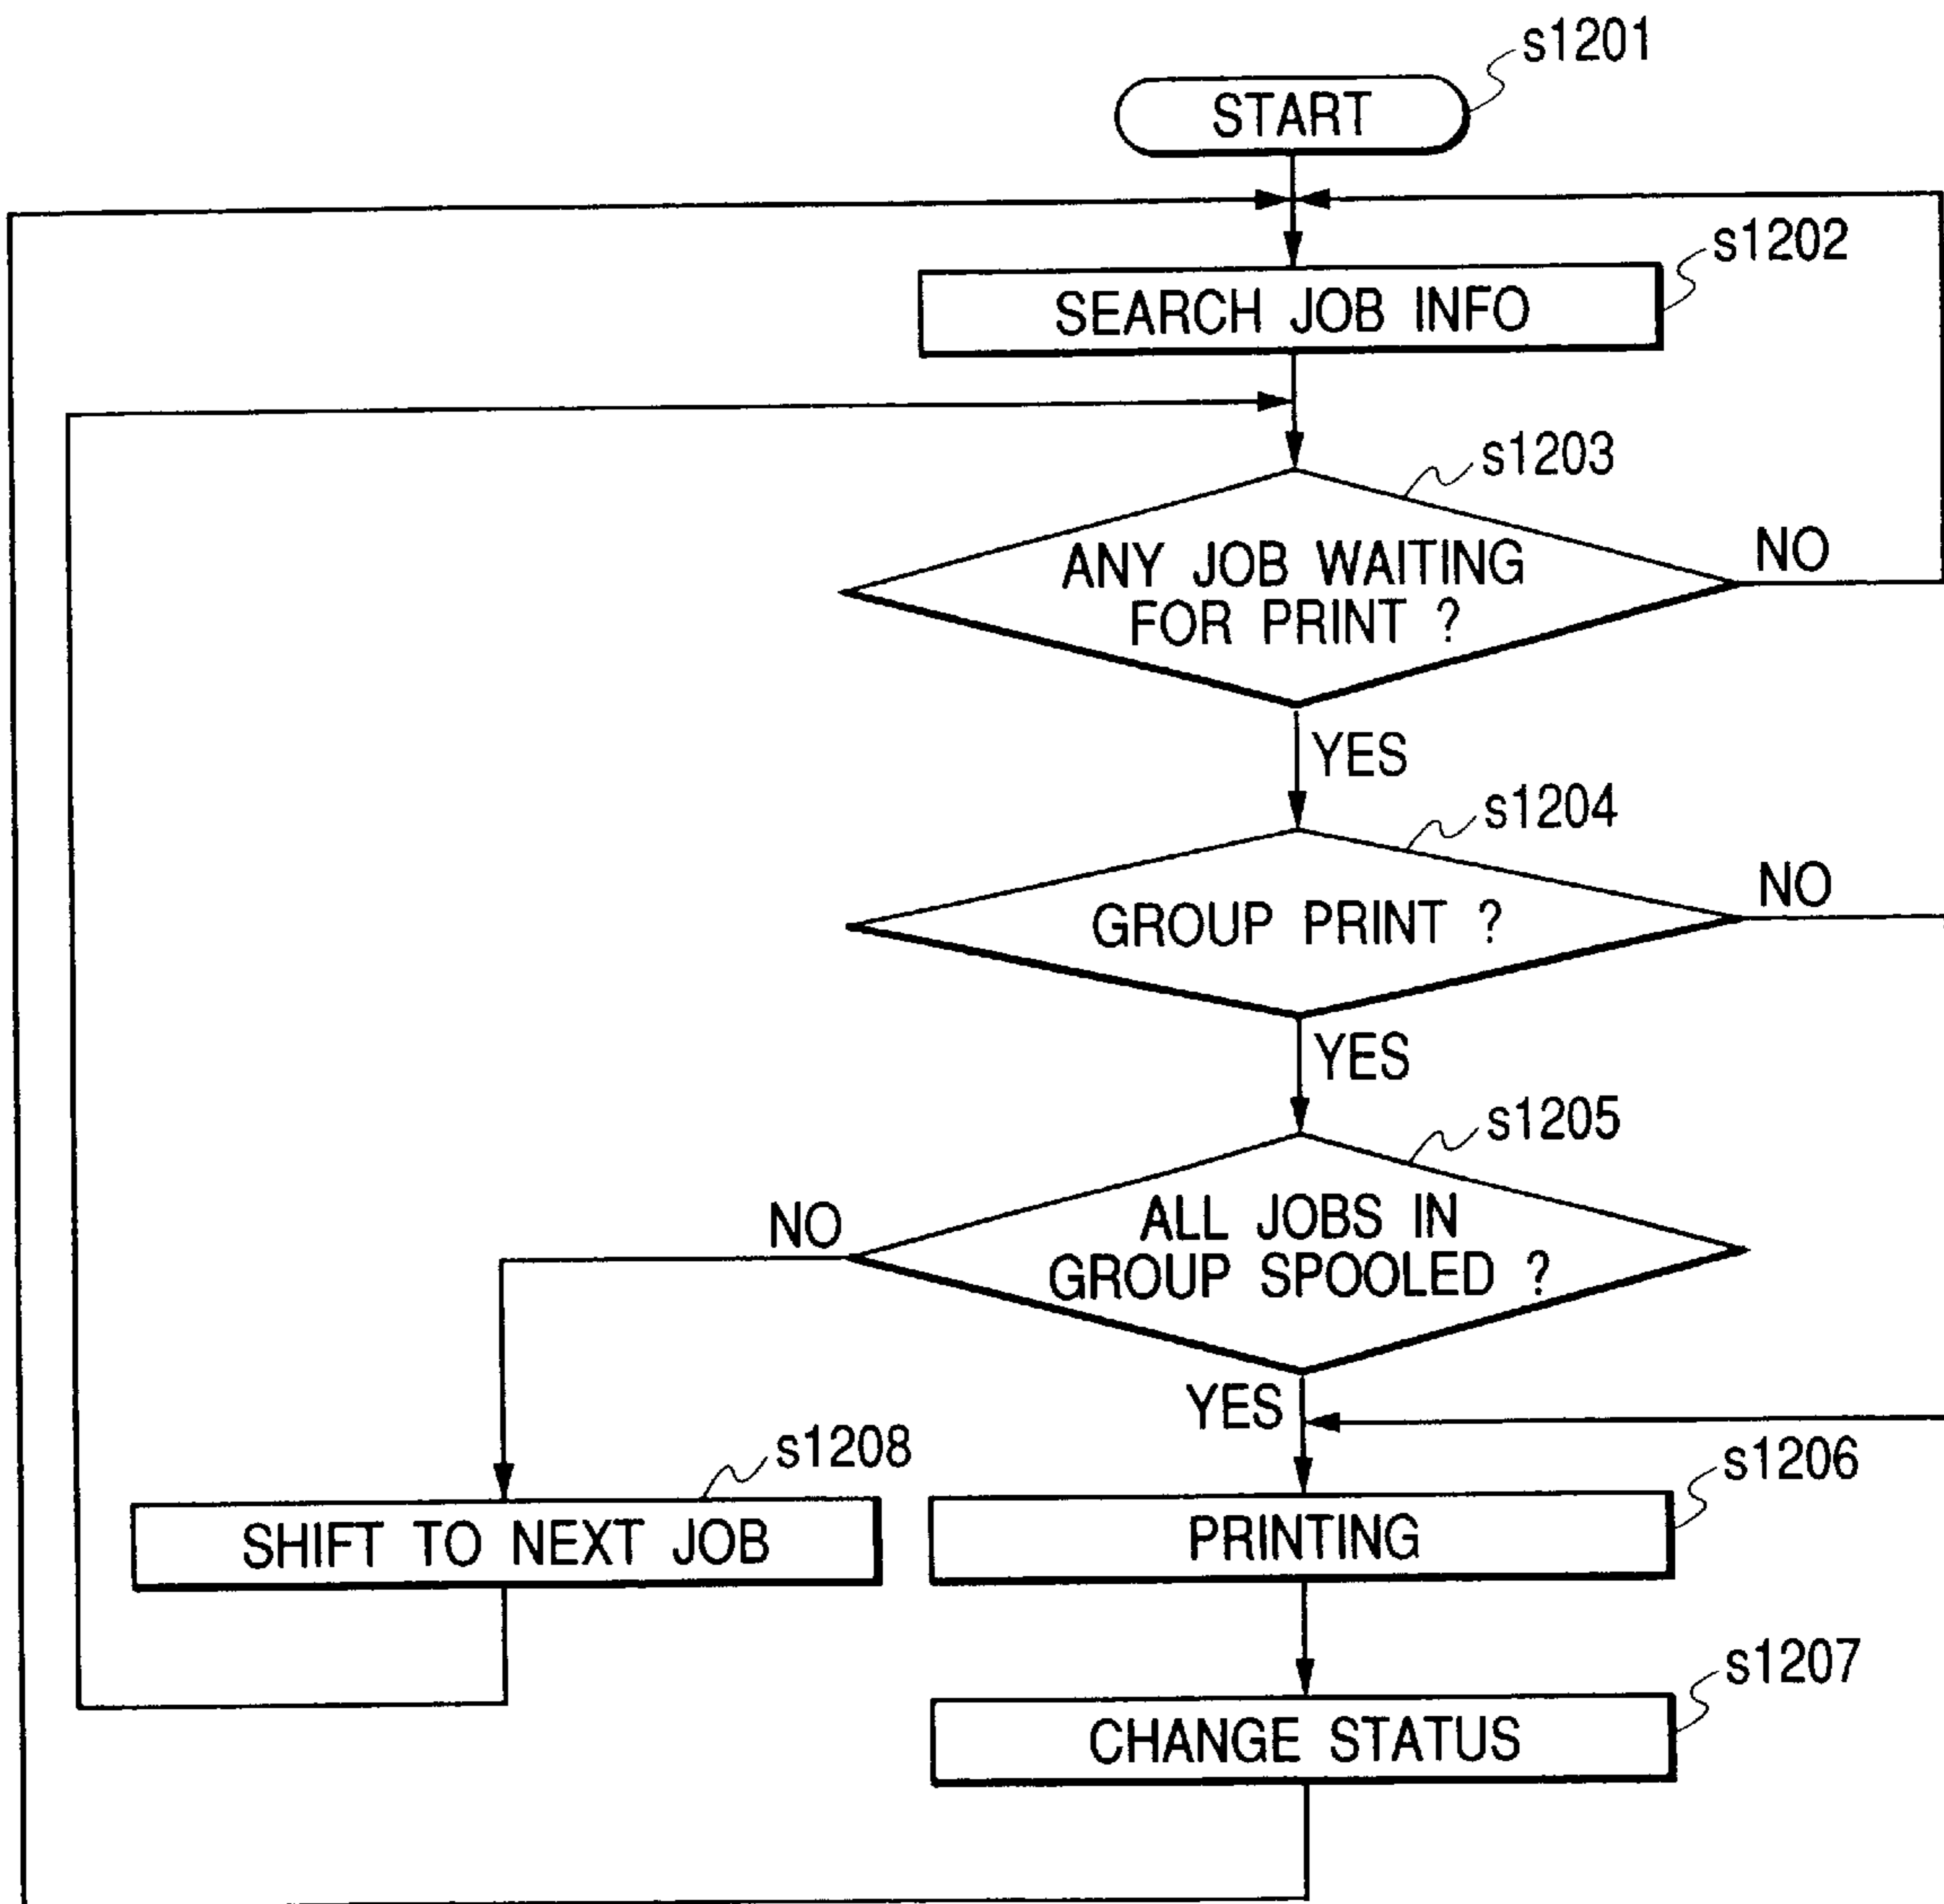 s1201
START
s1202
SEARCH JOB INFO
s1203
ANY JOB WAITING
FOR PRINT ?
NO
YES
s1204
GROUP PRINT ?
NO
YES
s1205
ALL JOBS IN
GROUP SPOOLED ?
NO
YES
s1208
SHIFT TO NEXT JOB
s1206
PRINTING
s1207
CHANGE STATUS